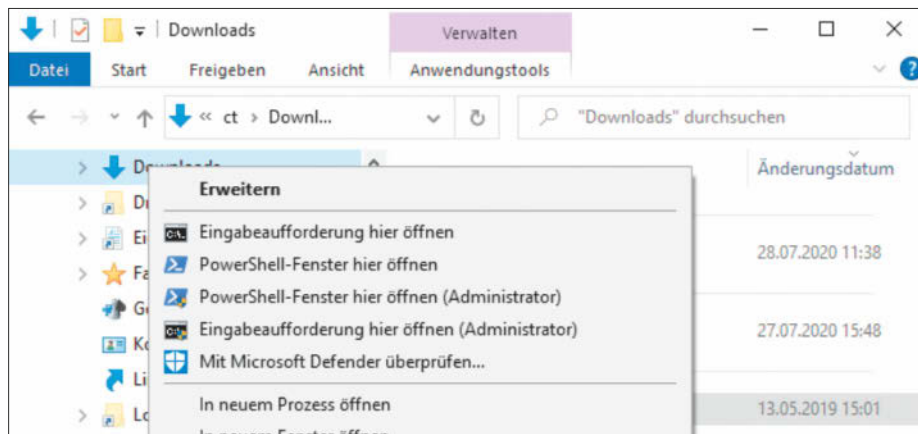 Downloads
Verwalten
Datei Start Freigeben Ansicht Anwendungstools
« ct > Downl... "Downloads" durchsuchen
Änderungsdatum
Erweitern
Eingabeaufforderung hier öffnen
28.07.2020 11:38
PowerShell-Fenster hier öffnen
PowerShell-Fenster hier öffnen (Administrator)
Eingabeaufforderung hier öffnen (Administrator)
27.07.2020 15:48
Mit Microsoft Defender überprüfen...
In neuem Prozess öffnen
13.05.2019 15:01